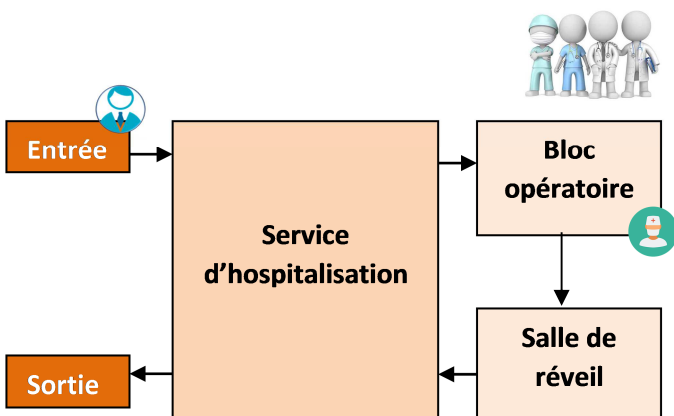 Entrée
Bloc
opératoire
Service
d'hospitalisation
Salle de
réveil
Sortie